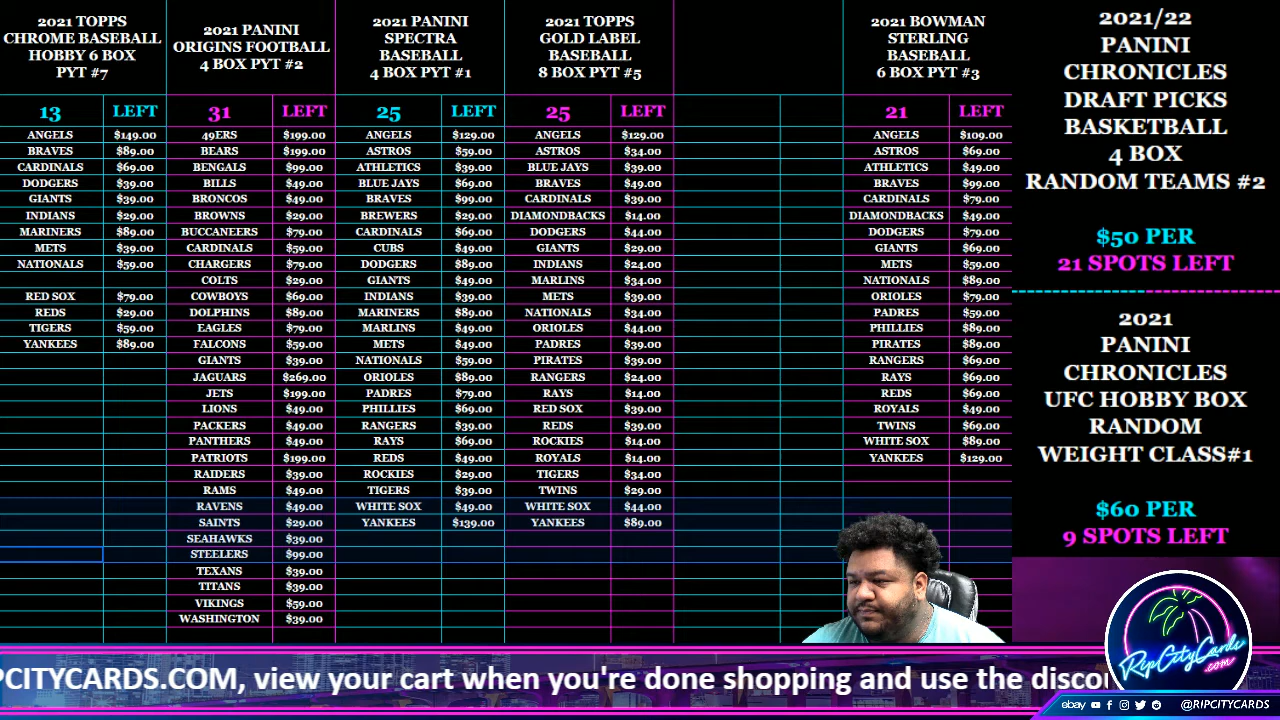 2021 TOPPS
CHROME BASEBALL
HOBBY 6 BOX
PYT #7
13 LEFT
ANGELS $149.00
BRAVES $89.00
CARDINALS $69.00
DODGERS $39.00
GIANTS $39.00
INDIANS $29.00
MARINERS $89.00
METS $39.00
NATIONALS $59.00
RED SOX $79.00
REDS $29.00
TIGERS $59.00
YANKEES $89.00
2021 PANINI
ORIGINS FOOTBALL
4 BOX PYT #2
31 LEFT
49ERS $199.00
BEARS $199.00
BENGALS $99.00
BILLS $49.00
BRONCOS $49.00
BROWNS $29.00
BUCCANEERS $79.00
CARDINALS $59.00
CHARGERS $79.00
COLTS $29.00
COWBOYS $69.00
DOLPHINS $89.00
EAGLES $79.00
FALCONS $59.00
GIANTS $39.00
JAGUARS $269.00
JETS $199.00
LIONS $49.00
PACKERS $49.00
PANTHERS $49.00
PATRIOTS $199.00
RAIDERS $39.00
RAMS $49.00
RAVENS $49.00
SAINTS $29.00
SEAHAWKS $39.00
STEELERS $99.00
TEXANS $39.00
TITANS $39.00
VIKINGS $59.00
WASHINGTON $39.00
2021 PANINI
SPECTRA
BASEBALL
4 BOX PYT #1
25 LEFT
ANGELS $129.00
ASTROS $59.00
ATHLETICS $49.00
BLUE JAYS $69.00
BRAVES $99.00
BREWERS $29.00
CARDINALS $69.00
CUBS $49.00
DODGERS $89.00
GIANTS $49.00
INDIANS $39.00
MARINERS $89.00
MARLINS $49.00
METS $49.00
NATIONALS $59.00
ORIOLES $89.00
PADRES $79.00
PHILLIES $69.00
RANGERS $39.00
RAYS $69.00
REDS $49.00
ROCKIES $29.00
TIGERS $39.00
WHITE SOX $49.00
YANKEES $139.00
2021 TOPPS
GOLD LABEL
BASEBALL
8 BOX PYT #5
25 LEFT
ANGELS $129.00
ASTROS $34.00
BLUE JAYS $39.00
BRAVES $49.00
CARDINALS $39.00
DIAMONDBACKS $14.00
DODGERS $44.00
GIANTS $29.00
INDIANS $24.00
MARLINS $34.00
METS $39.00
NATIONALS $34.00
ORIOLES $44.00
PADRES $39.00
PIRATES $39.00
RANGERS $24.00
RAYS $14.00
RED SOX $39.00
REDS $39.00
ROCKIES $14.00
ROYALS $14.00
TIGERS $34.00
TWINS $29.00
WHITE SOX $44.00
YANKEES $89.00
2021 BOWMAN
STERLING
BASEBALL
6 BOX PYT #3
21 LEFT
ANGELS $109.00
ASTROS $69.00
ATHLETICS $49.00
BRAVES $99.00
CARDINALS $79.00
DIAMONDBACKS $49.00
DODGERS $79.00
GIANTS $69.00
METS $59.00
NATIONALS $89.00
ORIOLES $79.00
PADRES $59.00
PHILLIES $89.00
PIRATES $89.00
RANGERS $69.00
RAYS $69.00
REDS $69.00
ROYALS $49.00
TWINS $69.00
WHITE SOX $89.00
YANKEES $129.00
2021/22
PANINI
CHRONICLES
DRAFT PICKS
BASKETBALL
4 BOX
RANDOM TEAMS #2
$50 PER
21 SPOTS LEFT
2021
PANINI
CHRONICLES
UFC HOBBY BOX
RANDOM
WEIGHT CLASS#1
$60 PER
9 SPOTS LEFT
RipCityCards
.com
PCITYCARDS.COM, view your cart when you're done shopping and use the disco
ebay @RIPCITYCARDS